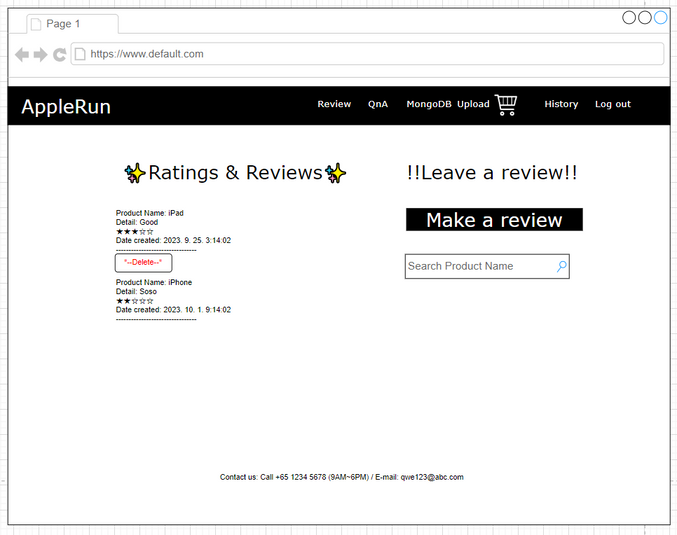 Page 1
https://www.default.com
AppleRun Review QnA MongoDB Upload History Log out
✨Ratings & Reviews✨
Product Name: iPad
Detail: Good
★★★☆☆
Date created: 2023. 9. 25. 3:14:02
--------------------------------
*--Delete--*
Product Name: iPhone
Detail: Soso
★★☆☆☆
Date created: 2023. 10. 1. 9:14:02
--------------------------------
!!Leave a review!!
Make a review
Search Product Name
Contact us: Call +65 1234 5678 (9AM~6PM) / E-mail: qwe123@abc.com